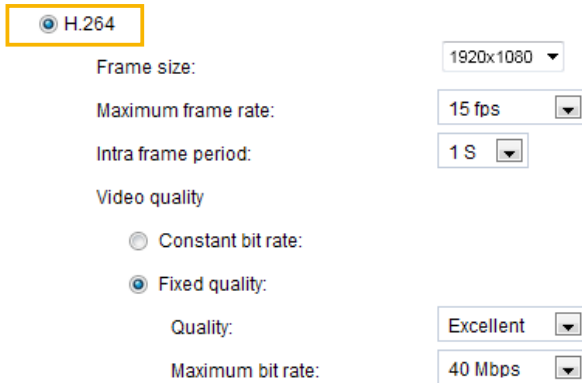 H.264
Frame size: 1920x1080
Maximum frame rate: 15 fps
Intra frame period: 1 S
Video quality
Constant bit rate:
Fixed quality:
Quality: Excellent
Maximum bit rate: 40 Mbps